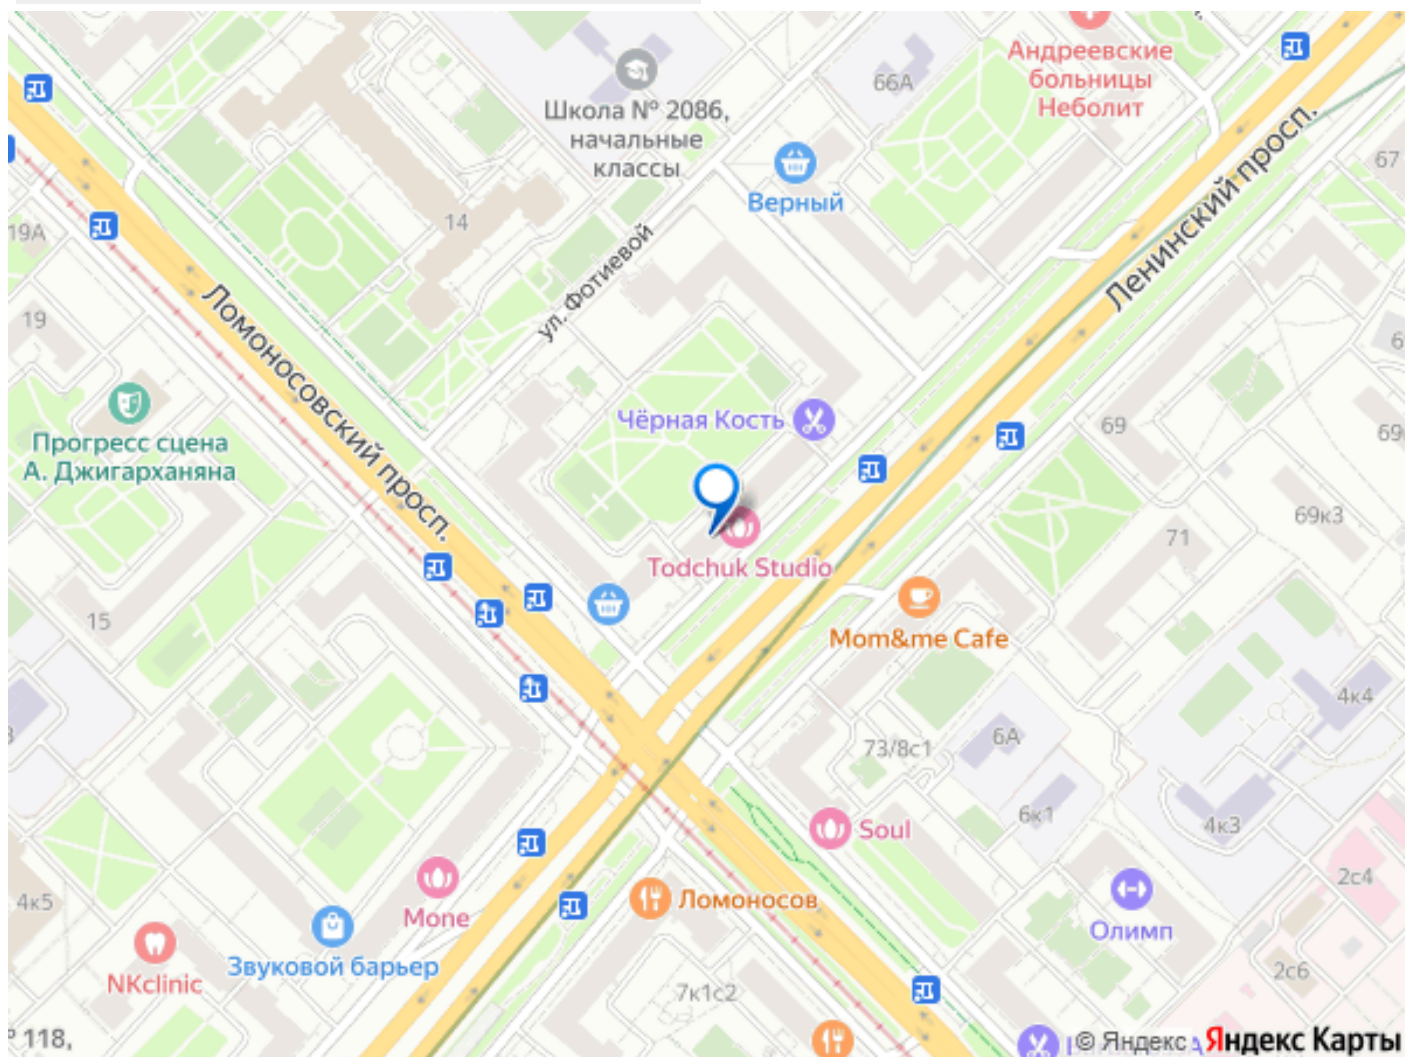 Андреевские
больницы
Неболит
66А
Школа № 2086,
начальные
классы
Ленинский просп.
67
Верный
14
19А
ул. Фотиевой
Ломоносовский просп.
19
Чёрная Кость
69
Прогресс сцена
А. Джигарханяна
69к3
71
Todchuk Studio
Mom&me Cafe
15
4к4
73/8с1
6А
6к1
4к3
Soul
2с4
4к5
Mone
Ломоносов
Олимп
NKclinic
Звуковой барьер
2с6
7к1с2
118,
© Яндекс Яндекс Карты